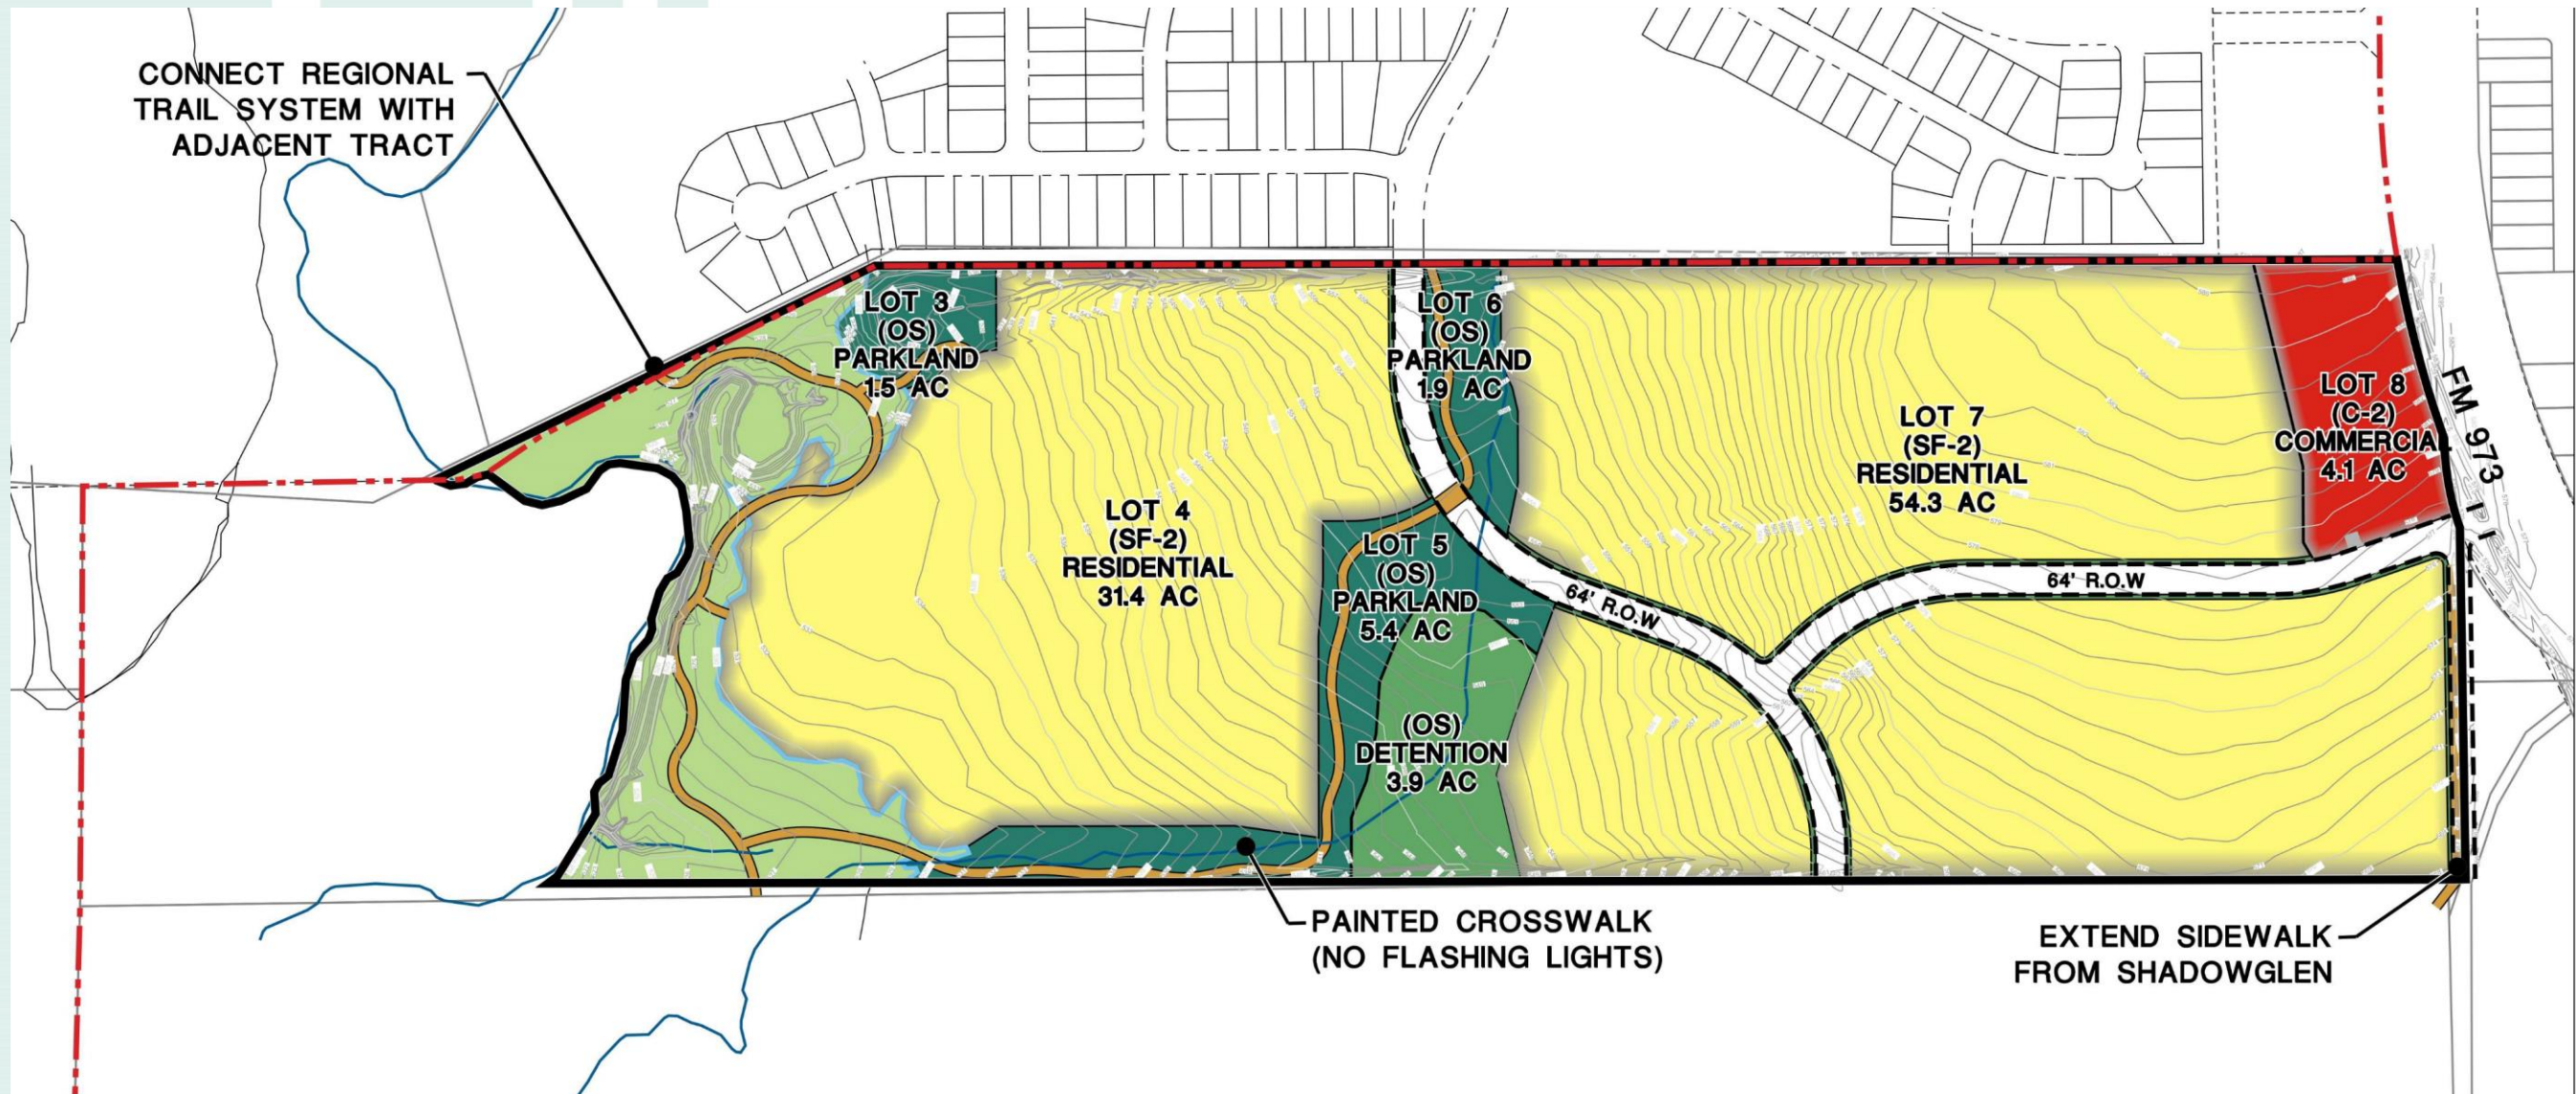 CONNECT REGIONAL
TRAIL SYSTEM WITH
ADJACENT TRACT
LOT 3
(OS)
PARKLAND
1.5 AC
LOT 6
(OS)
PARKLAND
1.9 AC
LOT 8
(C-2)
COMMERCIAL
4.1 AC
FM 973
LOT 7
(SF-2)
RESIDENTIAL
54.3 AC
LOT 4
(SF-2)
RESIDENTIAL
31.4 AC
LOT 5
(OS)
PARKLAND
5.4 AC
64' R.O.W
64' R.O.W
(OS)
DETENTION
3.9 AC
PAINTED CROSSWALK
(NO FLASHING LIGHTS)
EXTEND SIDEWALK
FROM SHADOWGLEN